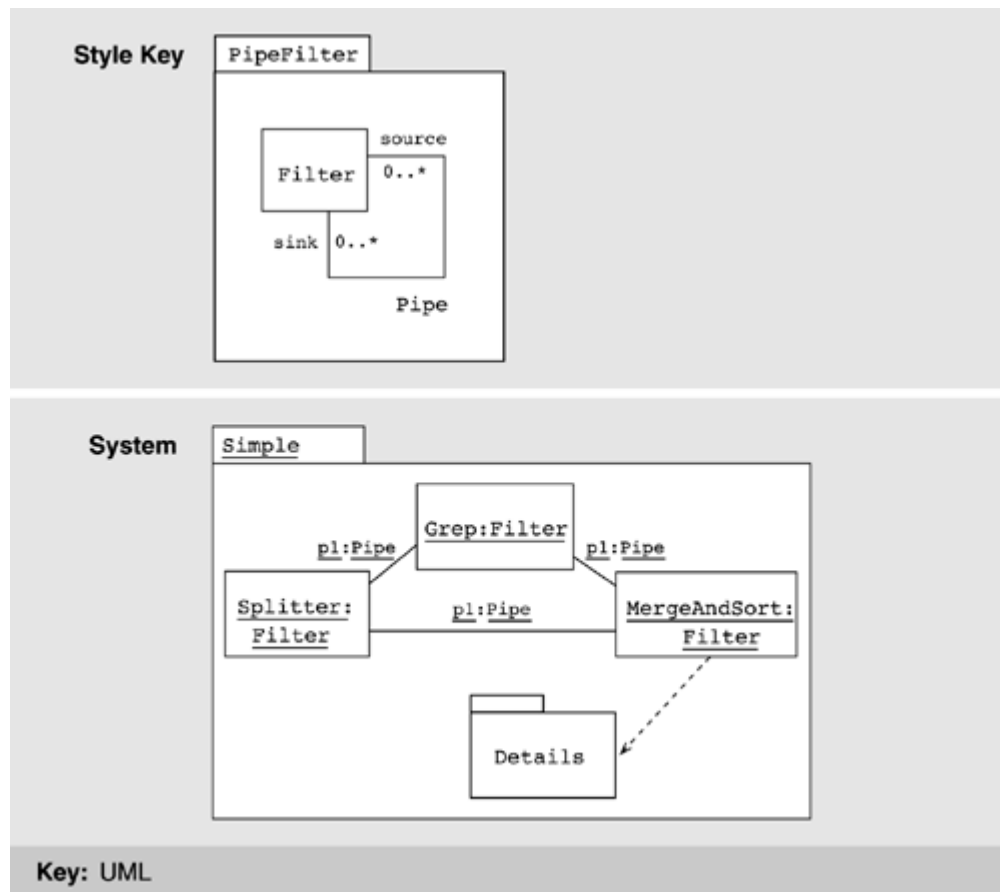 Style Key
PipeFilter
source
Filter
0..*
sink
0..*
Pipe
System
Simple
Grep:Filter
p1:Pipe
p1:Pipe
Splitter:
Filter
p1:Pipe
MergeAndSort:
Filter
Details
Key: UML